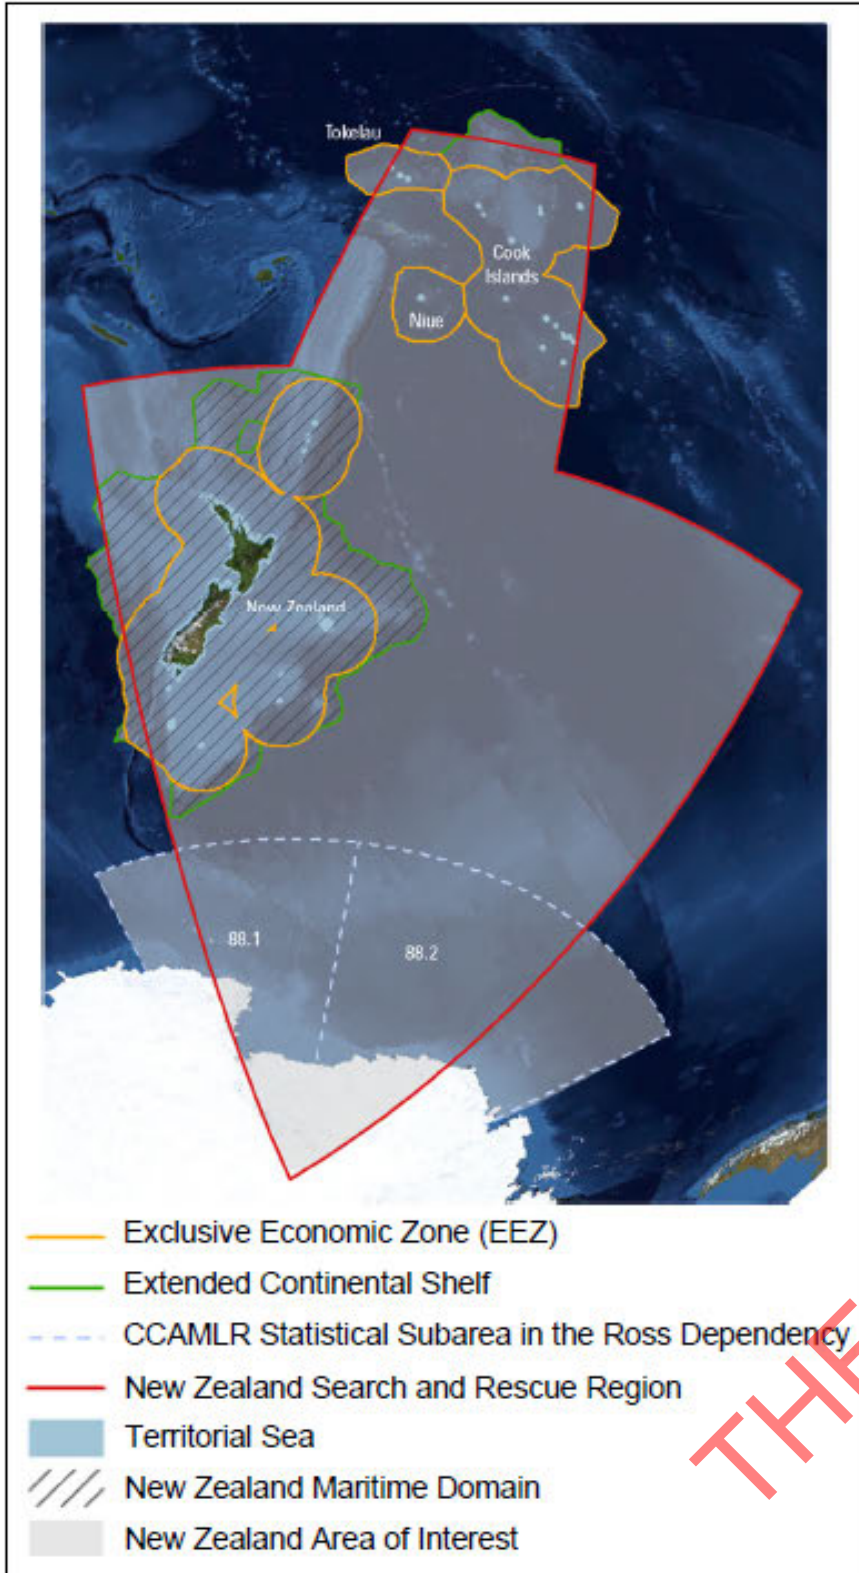 Tokelau
Cook
Islands
Niue
New Zealand
88.1
88.2
Exclusive Economic Zone (EEZ)
Extended Continental Shelf
CCAMLR Statistical Subarea in the Ross Dependency
New Zealand Search and Rescue Region
Territorial Sea
New Zealand Maritime Domain
New Zealand Area of Interest
THE